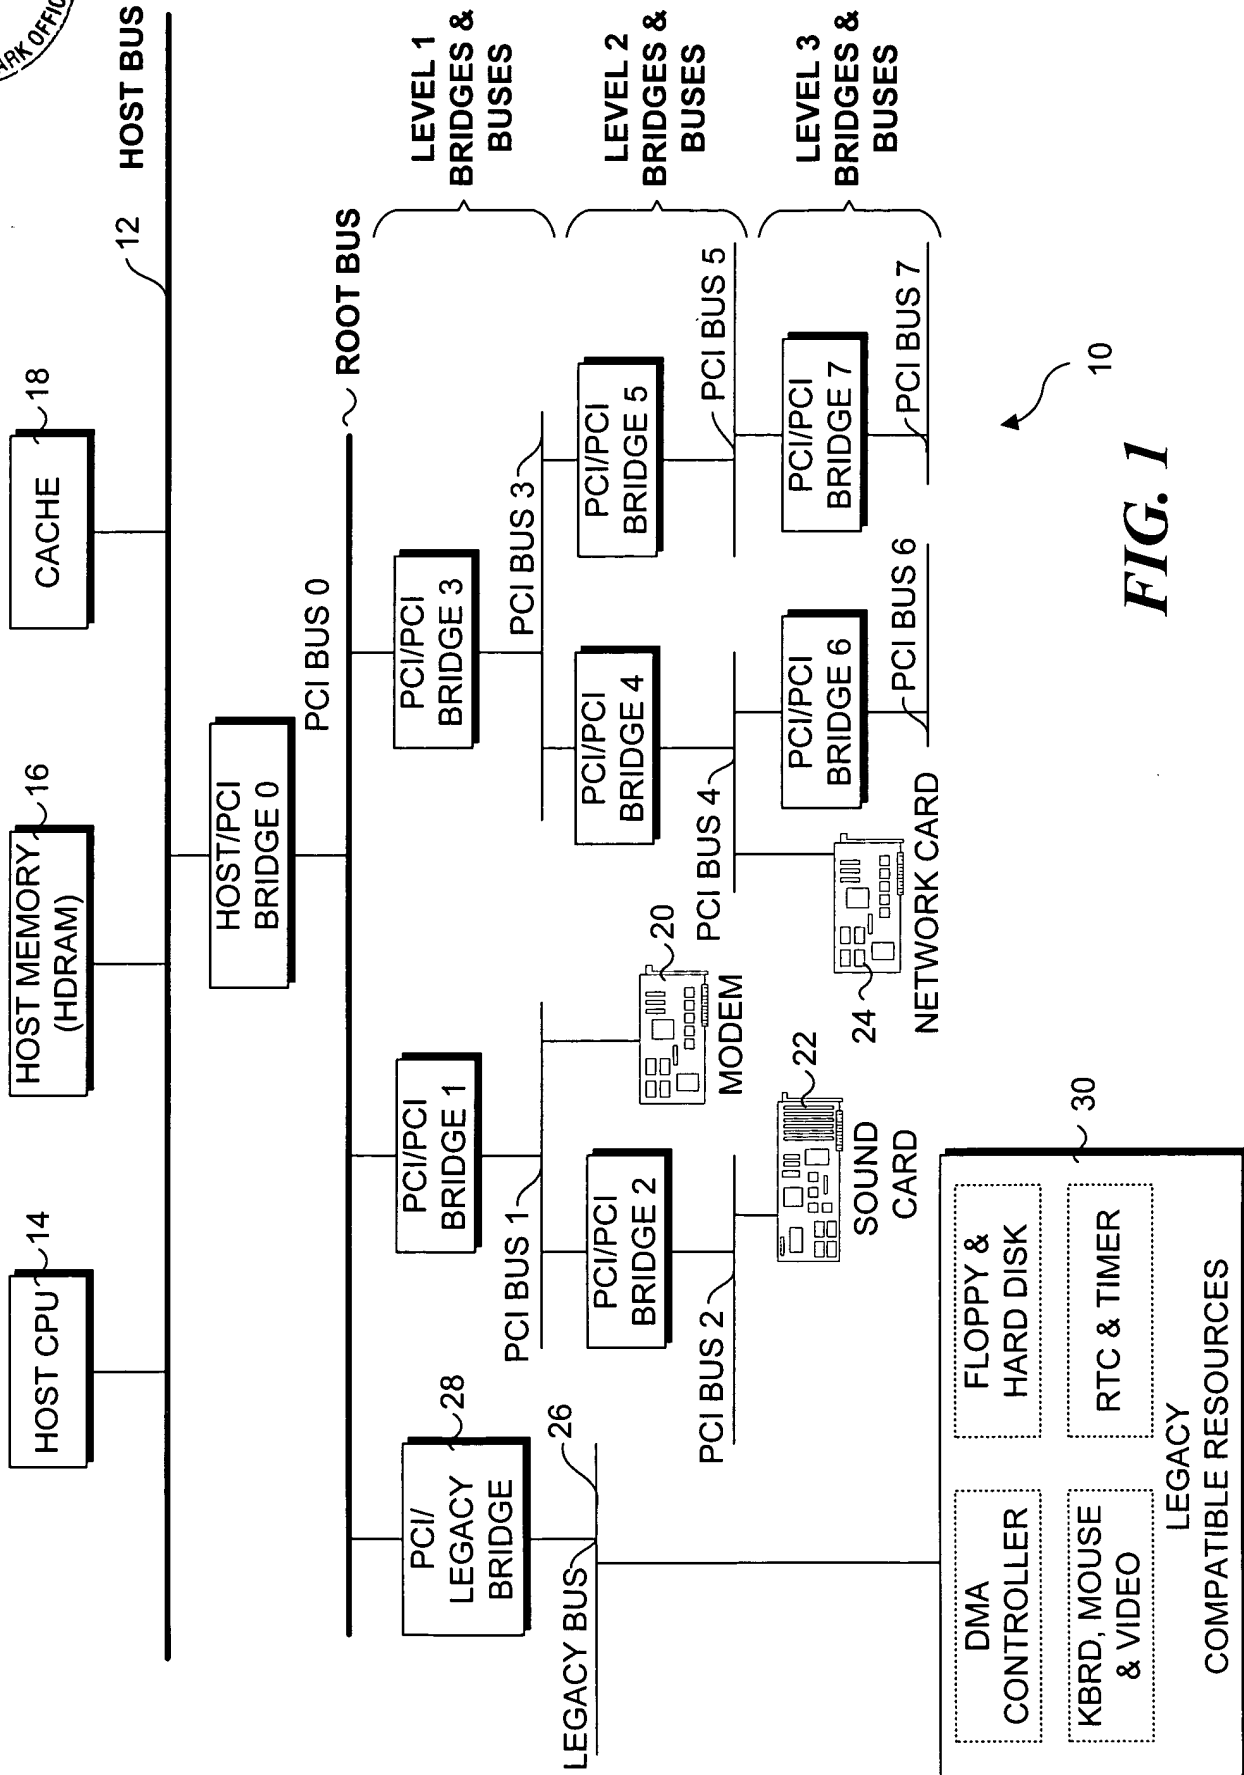 ARK OFFIC
HOST BUS
12
HOST CPU
14
HOST MEMORY
(HDRAM)
16
CACHE
18
HOST/PCI
BRIDGE 0
PCI BUS 0
ROOT BUS
LEVEL 1
BRIDGES &
BUSES
PCI/
LEGACY
BRIDGE
28
PCI/PCI
BRIDGE 1
PCI/PCI
BRIDGE 3
PCI BUS 1
PCI BUS 3
LEVEL 2
BRIDGES &
BUSES
LEGACY BUS
26
PCI/PCI
BRIDGE 2
20
MODEM
PCI/PCI
BRIDGE 4
PCI/PCI
BRIDGE 5
PCI BUS 2
PCI BUS 4
PCI BUS 5
LEVEL 3
BRIDGES &
BUSES
22
SOUND
CARD
24
NETWORK CARD
PCI/PCI
BRIDGE 6
PCI/PCI
BRIDGE 7
PCI BUS 6
PCI BUS 7
DMA
CONTROLLER
FLOPPY &
HARD DISK
KBRD, MOUSE
& VIDEO
RTC & TIMER
30
LEGACY
COMPATIBLE RESOURCES
10
FIG. 1